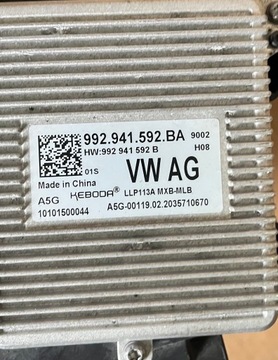 992.941.592.BA 9002
HW:992 941 592 B H08
01S VW AG
Made in China
A5G KEBODA® LLP113A MXB-MLB
10101500044 A5G-00119.02.2035710670